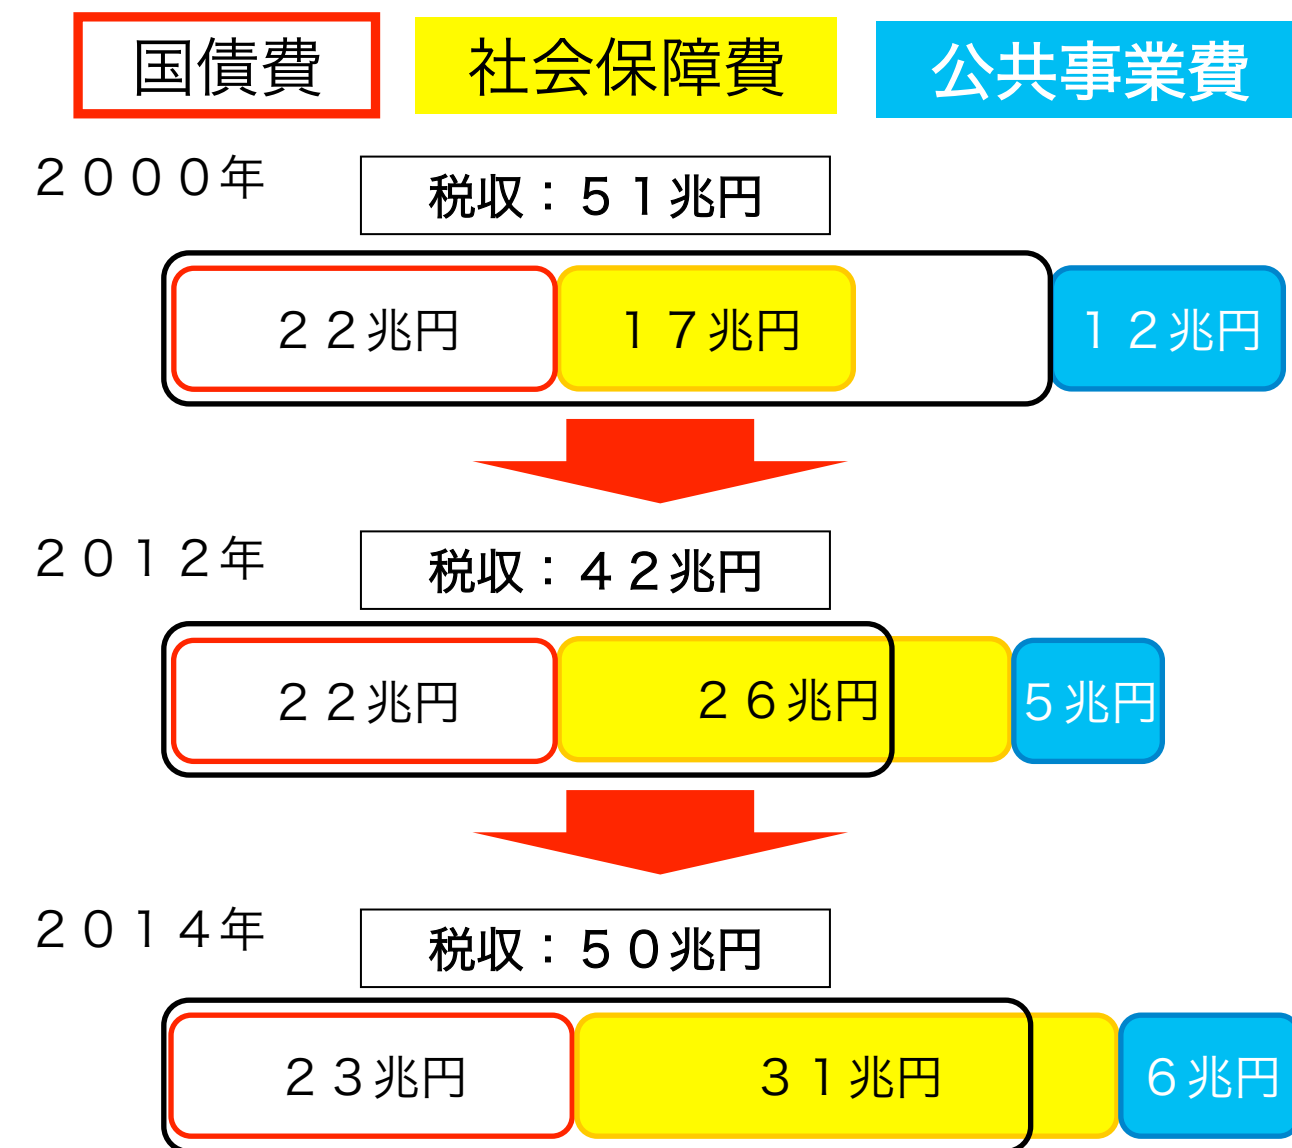 国債費 社会保障費 公共事業費
２０００年 税収：５１兆円
２２兆円 １７兆円 １２兆円
２０１２年 税収：４２兆円
２２兆円 ２６兆円 ５兆円
２０１４年 税収：５０兆円
２３兆円 ３１兆円 ６兆円